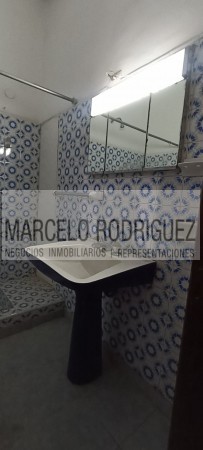 MARCELO RODRIGUEZ
NEGOCIOS INMOBILIARIOS | REPRESENTACIONES